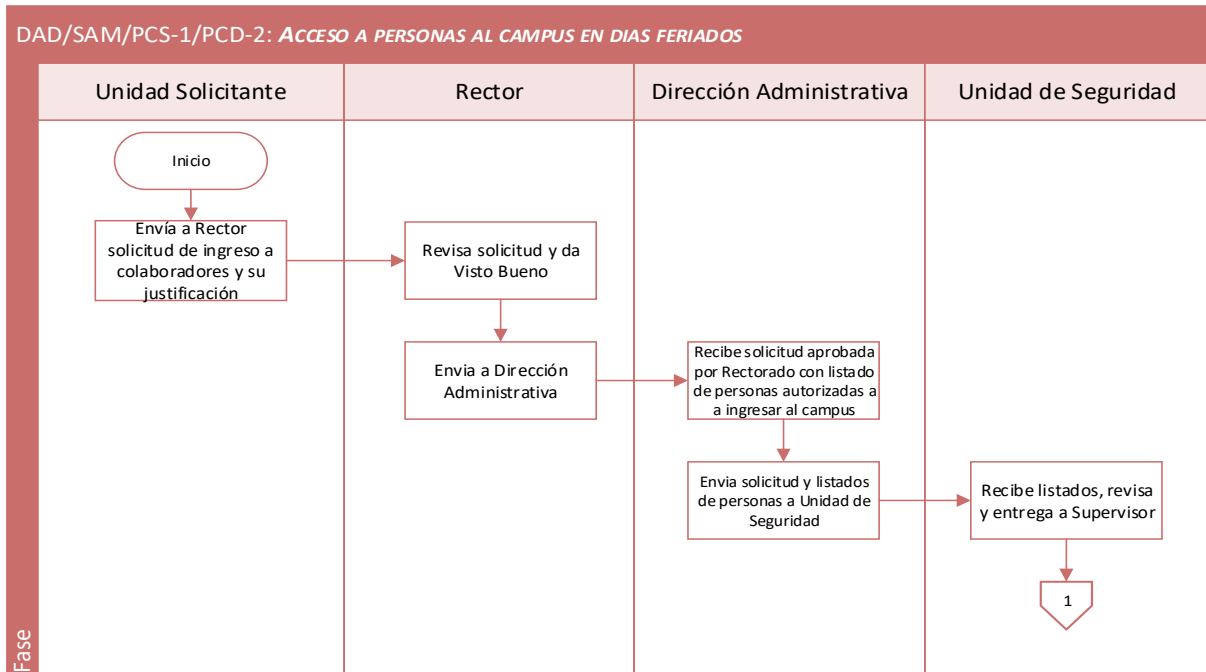 DAD/SAM/PCS-1/PCD-2: ACCESO A PERSONAS AL CAMPUS EN DIAS FERIADOS
Unidad Solicitante
Rector
Dirección Administrativa
Unidad de Seguridad
Inicio
Envía a Rector
solicitud de ingreso a
colaboradores y su
justificación
Revisa solicitud y da
Visto Bueno
Envia a Dirección
Administrativa
Recibe solicitud aprobada
por Rectorado con listado
de personas autorizadas a
a ingresar al campus
Envia solicitud y listados
de personas a Unidad de
Seguridad
Recibe listados, revisa
y entrega a Supervisor
1
Fase